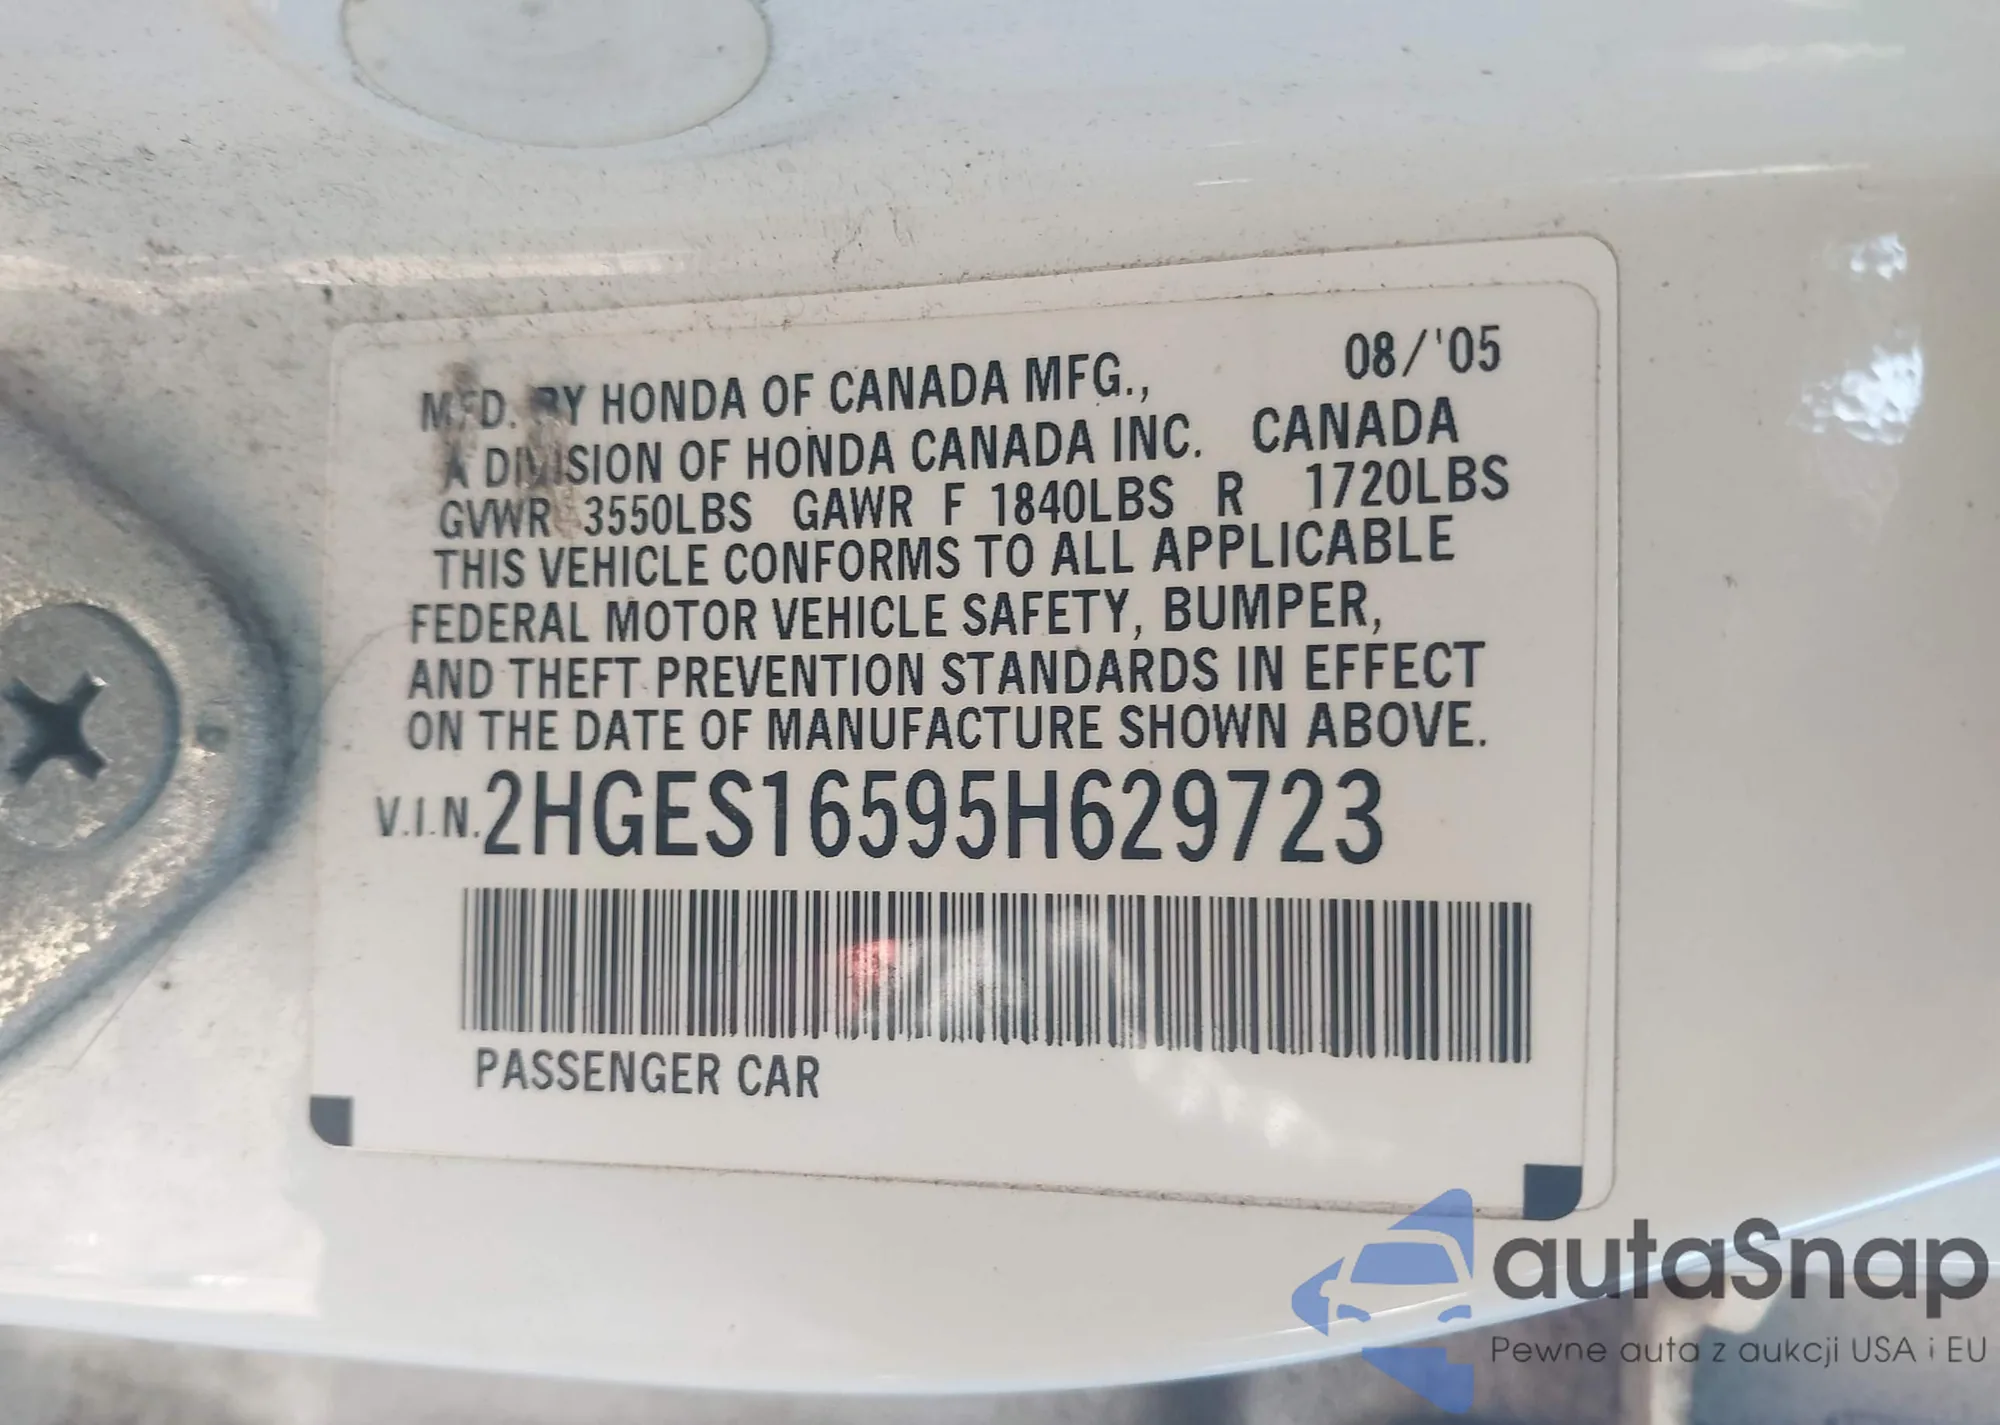 08/'05
MFD. BY HONDA OF CANADA MFG.,
A DIVISION OF HONDA CANADA INC. CANADA
GVWR 3550LBS GAWR F 1840LBS R 1720LBS
THIS VEHICLE CONFORMS TO ALL APPLICABLE
FEDERAL MOTOR VEHICLE SAFETY, BUMPER,
AND THEFT PREVENTION STANDARDS IN EFFECT
ON THE DATE OF MANUFACTURE SHOWN ABOVE.
V.I.N. 2HGES16595H629723
PASSENGER CAR
autaSnap
Pewne auta z aukcji USA i EU